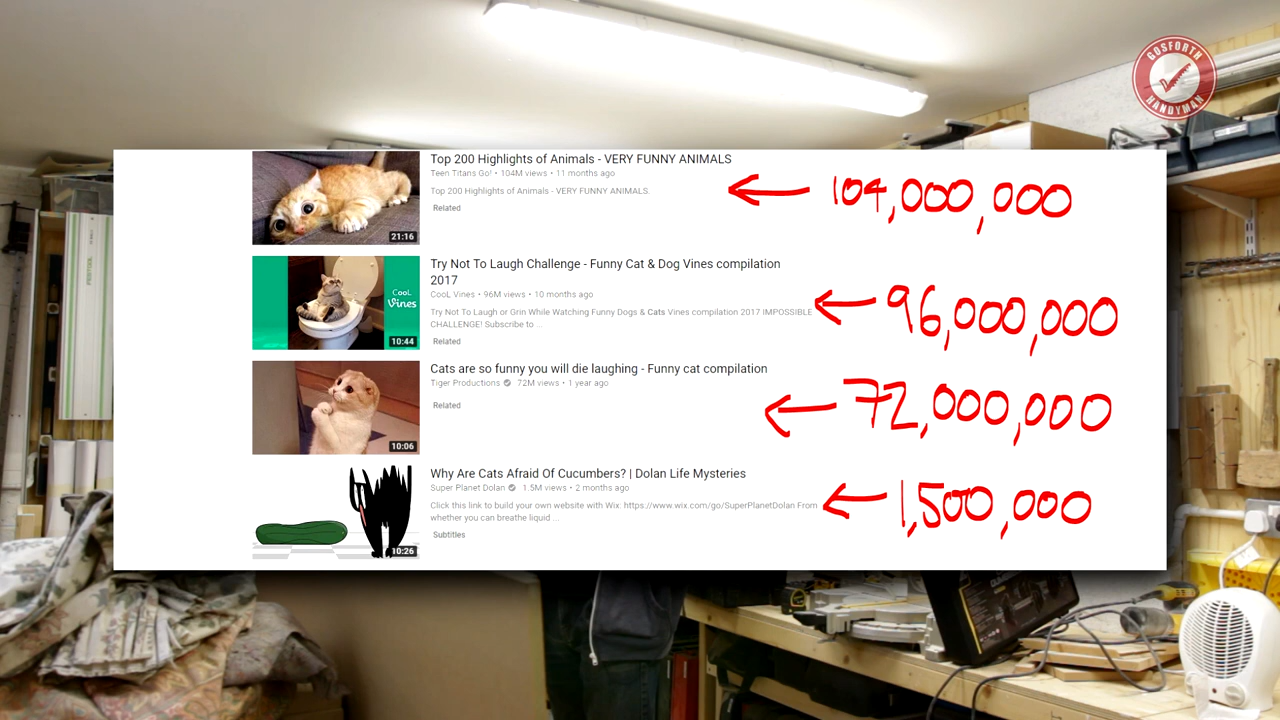 GOSFORTH
HANDYMAN
Top 200 Highlights of Animals - VERY FUNNY ANIMALS
Teen Titans Go! • 104M views • 11 months ago
Top 200 Highlights of Animals - VERY FUNNY ANIMALS.
Related
21:16
104,000,000
Try Not To Laugh Challenge - Funny Cat & Dog Vines compilation
2017
CooL Vines • 96M views • 10 months ago
Try Not To Laugh or Grin While Watching Funny Dogs & Cats Vines compilation 2017 IMPOSSIBLE
CHALLENGE! Subscribe to ...
Related
CooL
Vines
10:44
96,000,000
Cats are so funny you will die laughing - Funny cat compilation
Tiger Productions 72M views • 1 year ago
Related
10:06
72,000,000
Why Are Cats Afraid Of Cucumbers? | Dolan Life Mysteries
Super Planet Dolan 1.5M views • 2 months ago
Click this link to build your own website with Wix: https://www.wix.com/go/SuperPlanetDolan From
whether you can breathe liquid ...
Subtitles
10:26
1,500,000